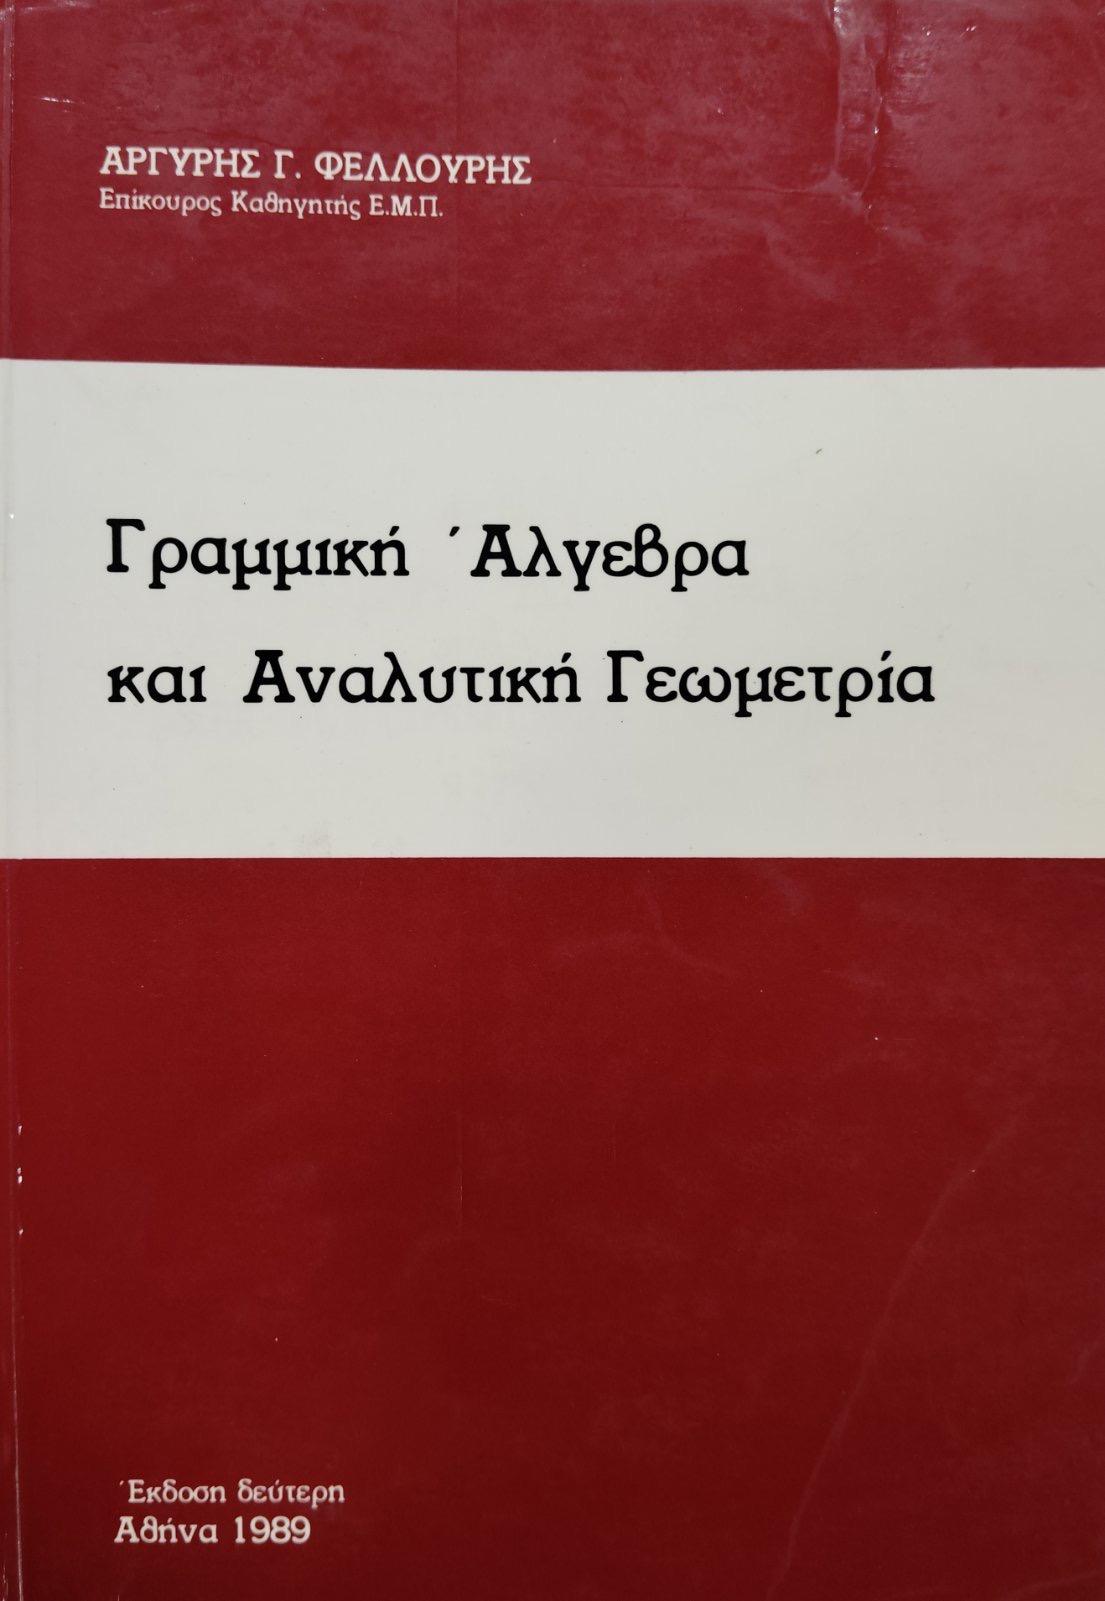 ΑΡΓΥΡΗΣ Γ. ΦΕΛΛΟΥΡΗΣ
Επίκουρος Καθηγητής Ε.Μ.Π.
Γραμμική Άλγεβρα
και Αναλυτική Γεωμετρία
Έκδοση δεύτερη
Αθήνα 1989